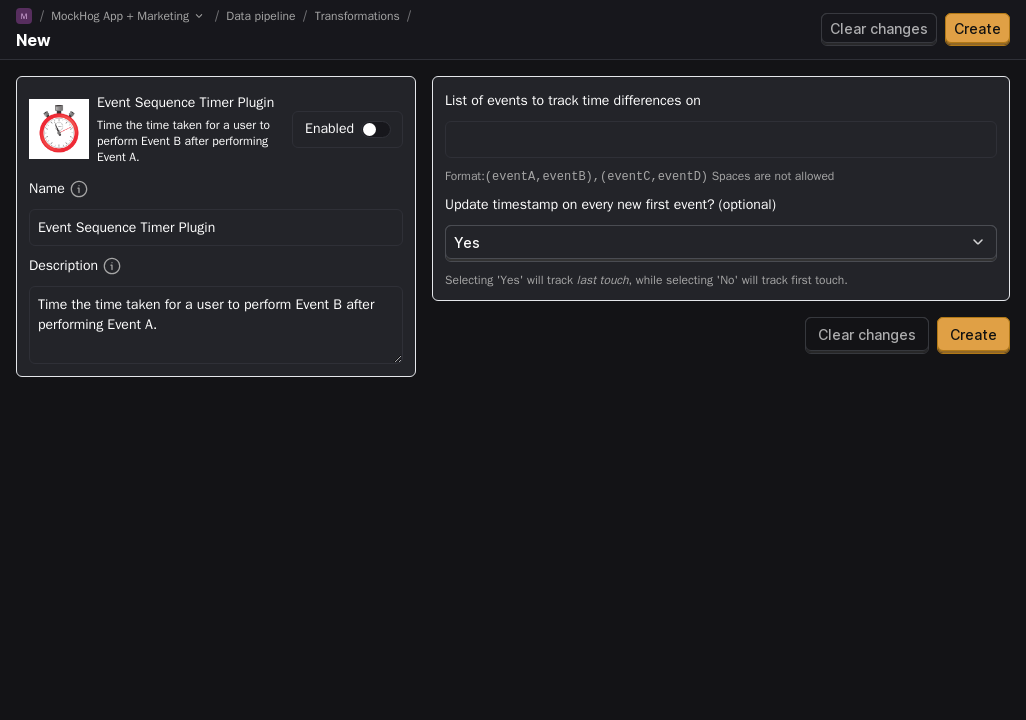 M / MockHog App + Marketing / Data pipeline / Transformations /
New
Clear changes
Create
Event Sequence Timer Plugin
Time the time taken for a user to
perform Event B after performing
Event A.
Enabled
Name
Event Sequence Timer Plugin
Description
Time the time taken for a user to perform Event B after
performing Event A.
List of events to track time differences on
Format:(eventA,eventB),(eventC,eventD) Spaces are not allowed
Update timestamp on every new first event? (optional)
Yes
Selecting 'Yes' will track last touch, while selecting 'No' will track first touch.
Clear changes
Create